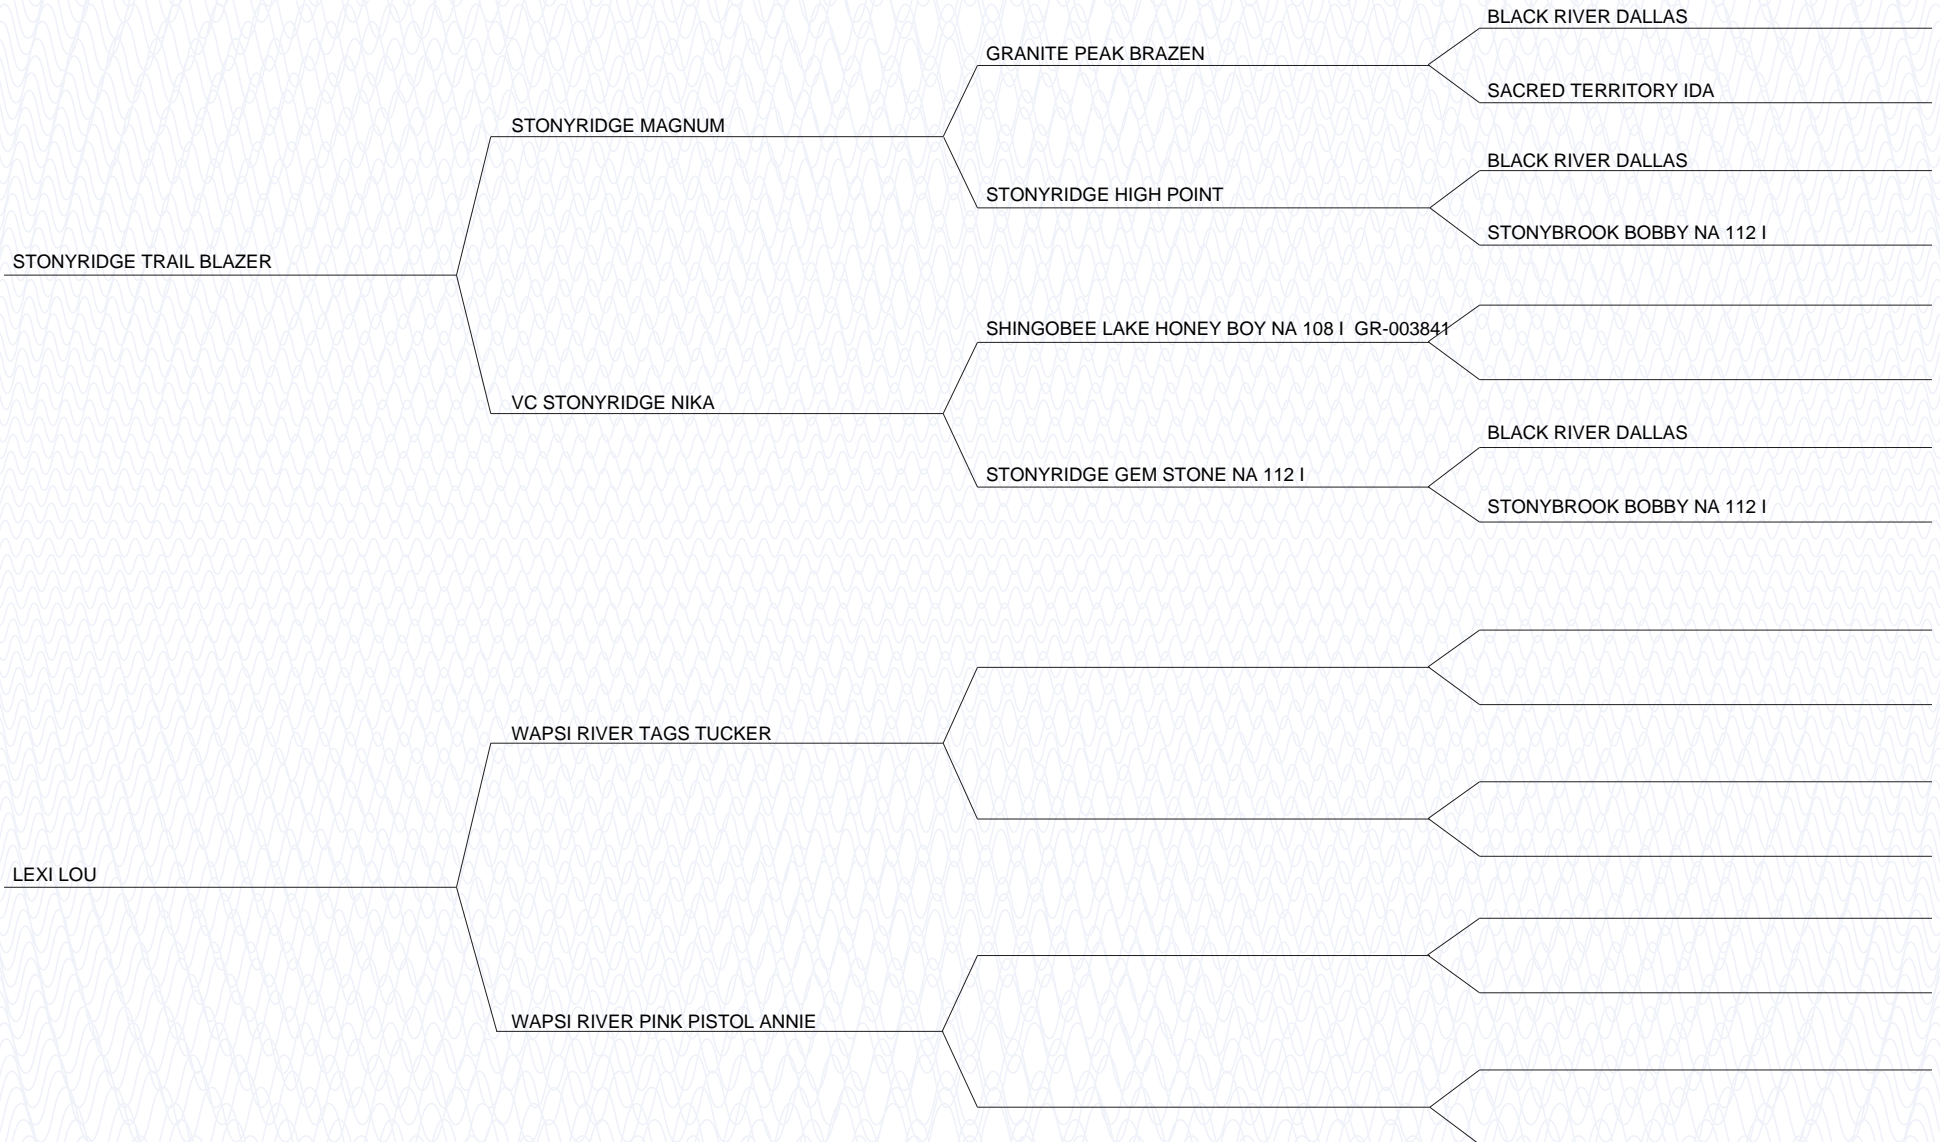 BLACK RIVER DALLAS
GRANITE PEAK BRAZEN
SACRED TERRITORY IDA
STONYRIDGE MAGNUM
BLACK RIVER DALLAS
STONYRIDGE HIGH POINT
STONYBROOK BOBBY NA 112 I
STONYRIDGE TRAIL BLAZER
SHINGOBEE LAKE HONEY BOY NA 108 I  GR-003841
VC STONYRIDGE NIKA
BLACK RIVER DALLAS
STONYRIDGE GEM STONE NA 112 I
STONYBROOK BOBBY NA 112 I
WAPSI RIVER TAGS TUCKER
LEXI LOU
WAPSI RIVER PINK PISTOL ANNIE